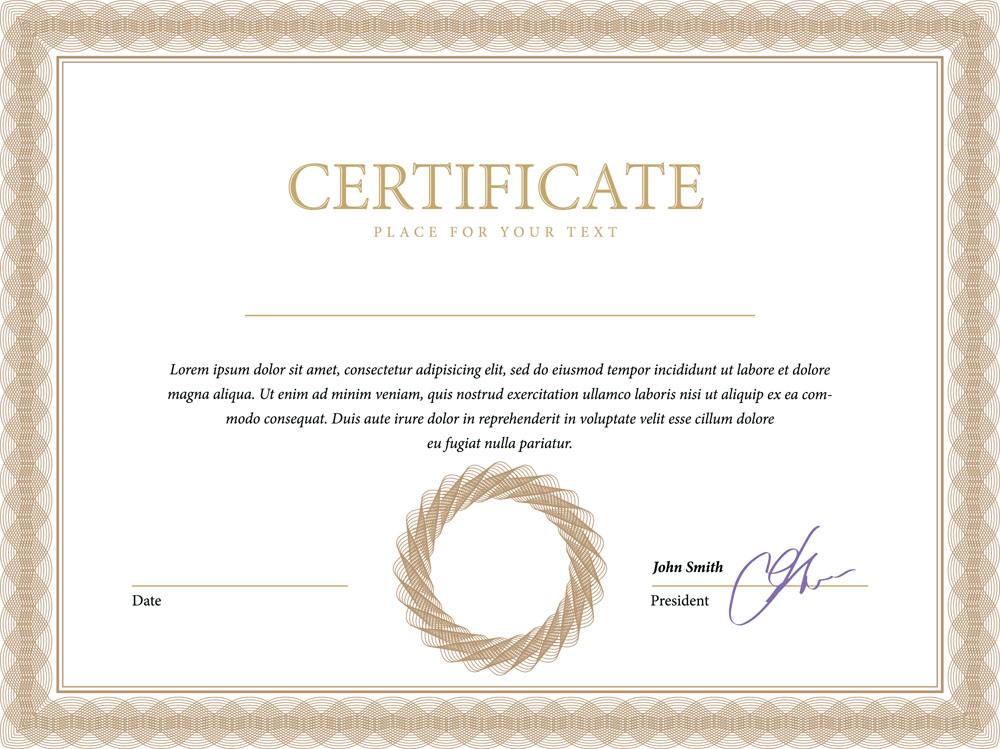 CERTIFICATE
PLACE FOR YOUR TEXT
Lorem ipsum dolor sit amet, consectetur adipisicing elit, sed do eiusmod tempor incididunt ut labore et dolore
magna aliqua. Ut enim ad minim veniam, quis nostrud exercitation ullamco laboris nisi ut aliquip ex ea com-
modo consequat. Duis aute irure dolor in reprehenderit in voluptate velit esse cillum dolore
eu fugiat nulla pariatur.
John Smith
Date
President